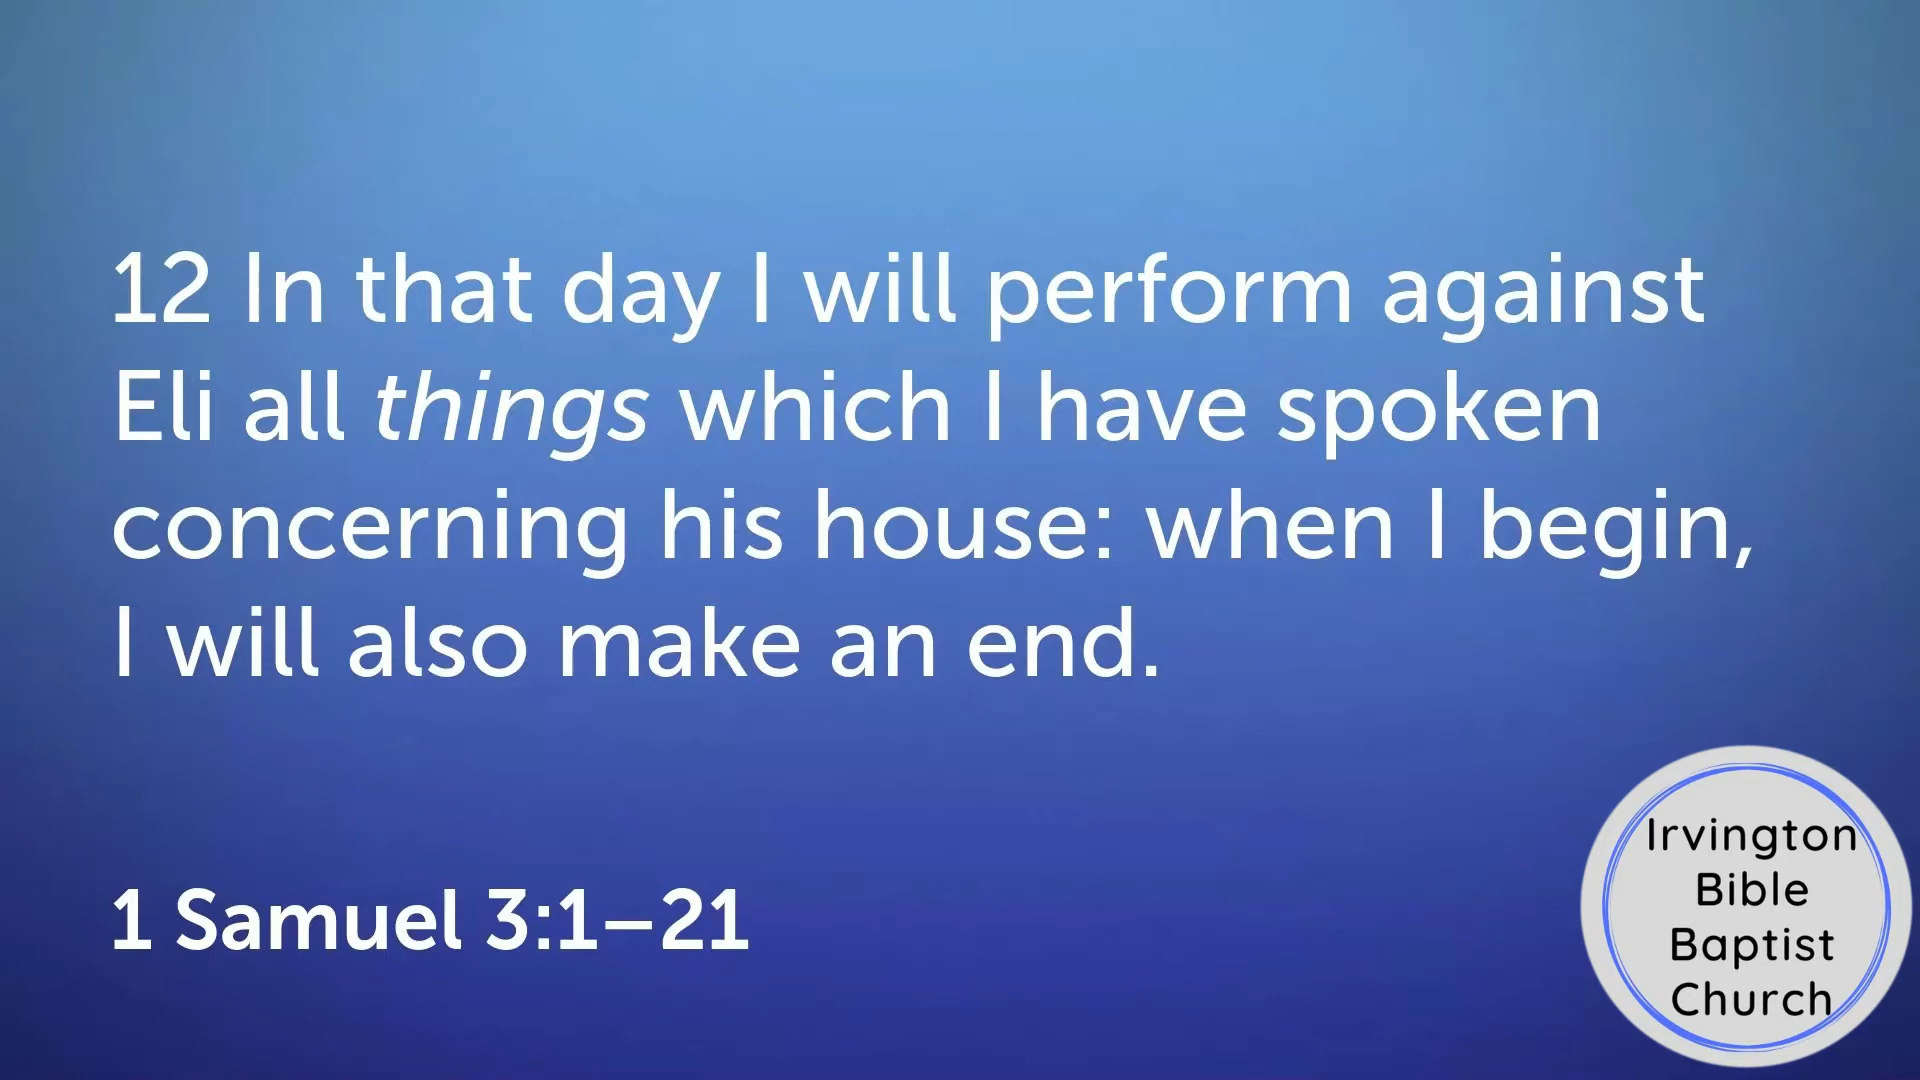 12 In that day I will perform against
Eli all things which I have spoken
concerning his house: when I begin,
I will also make an end.
1 Samuel 3:1–21
Irvington
Bible
Baptist
Church